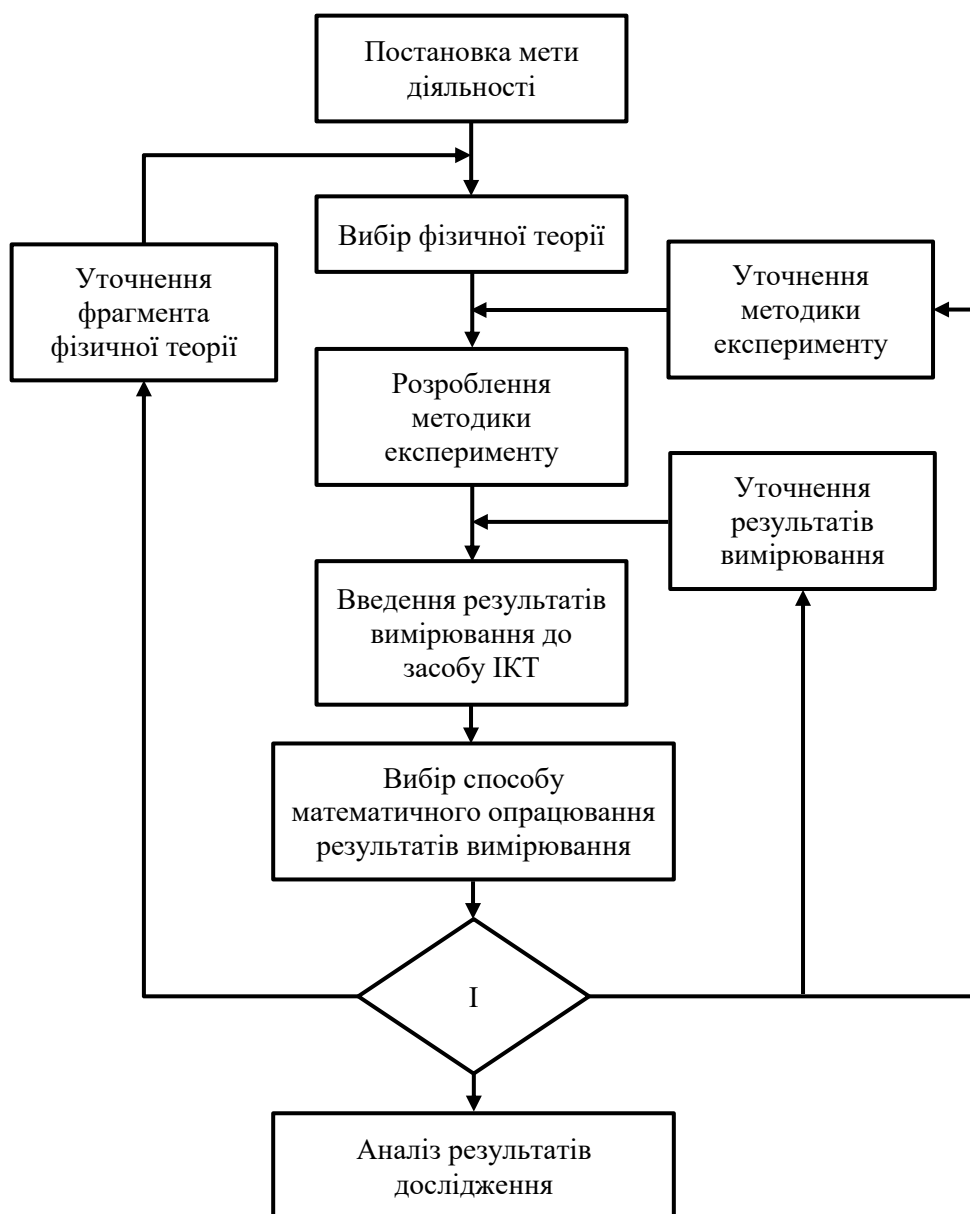 Постановка мети
діяльності
Вибір фізичної теорії
Уточнення
фрагмента
фізичної теорії
Уточнення
методики
експерименту
Розроблення
методики
експерименту
Уточнення
результатів
вимірювання
Введення результатів
вимірювання до
засобу ІКТ
Вибір способу
математичного опрацювання
результатів вимірювання
І
Аналіз результатів
дослідження